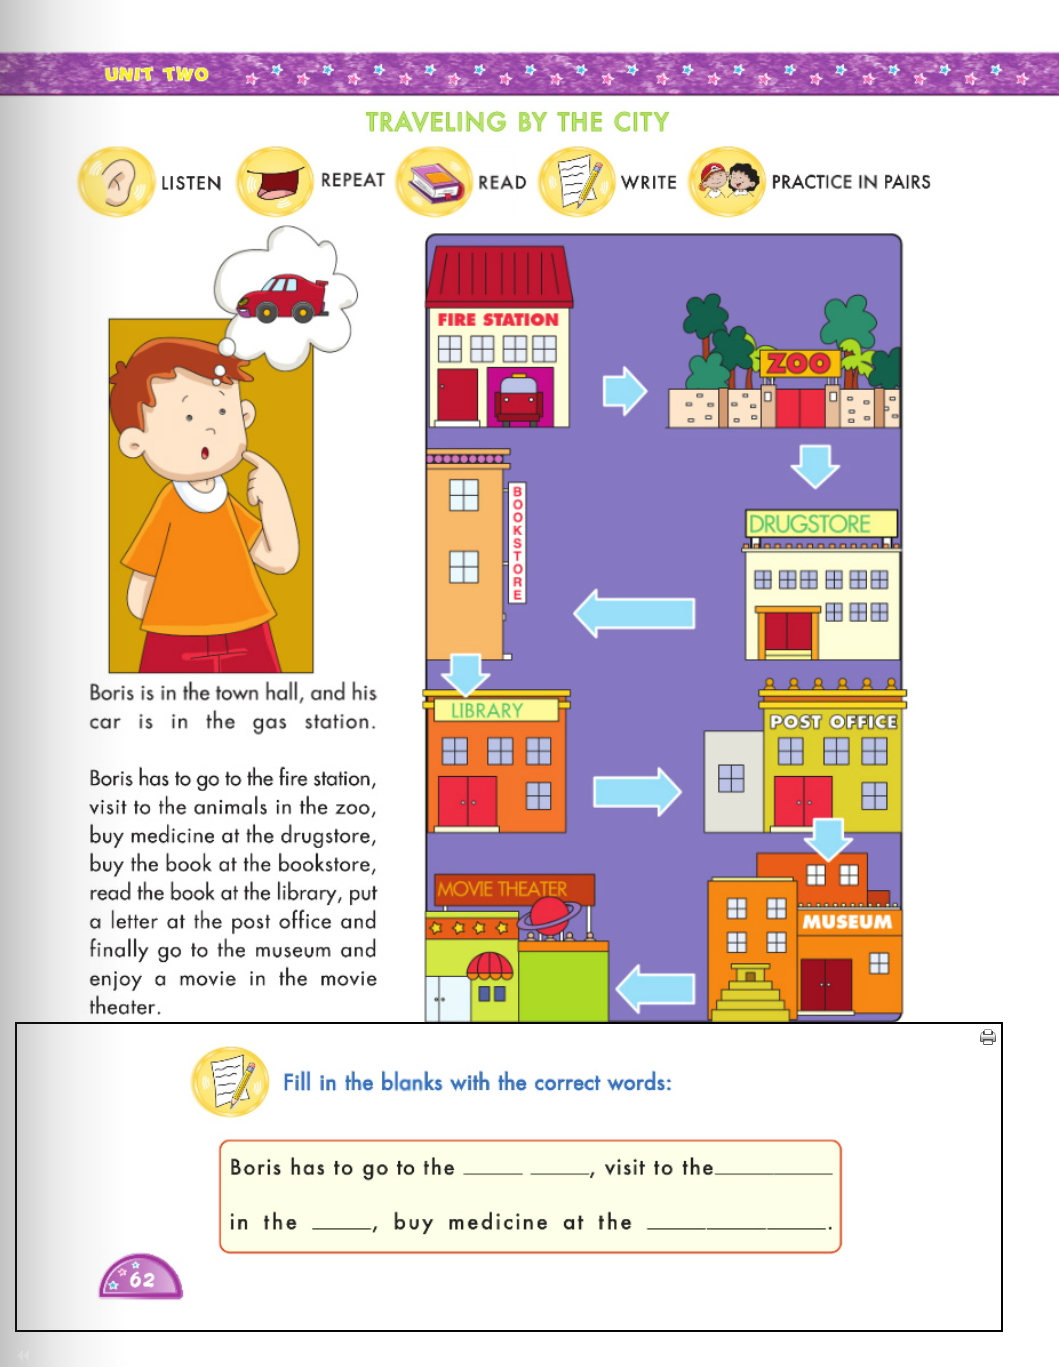 UNIT TWO
TRAVELING BY THE CITY
LISTEN
REPEAT
READ
WRITE
PRACTICE IN PAIRS
FIRE STATION
ZOO
BOOKSTORE
DRUGSTORE
LIBRARY
POST OFFICE
MOVIE THEATER
MUSEUM
Boris is in the town hall, and his
car is in the gas station.
Boris has to go to the fire station,
visit to the animals in the zoo,
buy medicine at the drugstore,
buy the book at the bookstore,
read the book at the library, put
a letter at the post office and
finally go to the museum and
enjoy a movie in the movie
theater.
Fill in the blanks with the correct words:
Boris has to go to the _____ _____, visit to the__________
in the _____, buy medicine at the _______________.
62
44